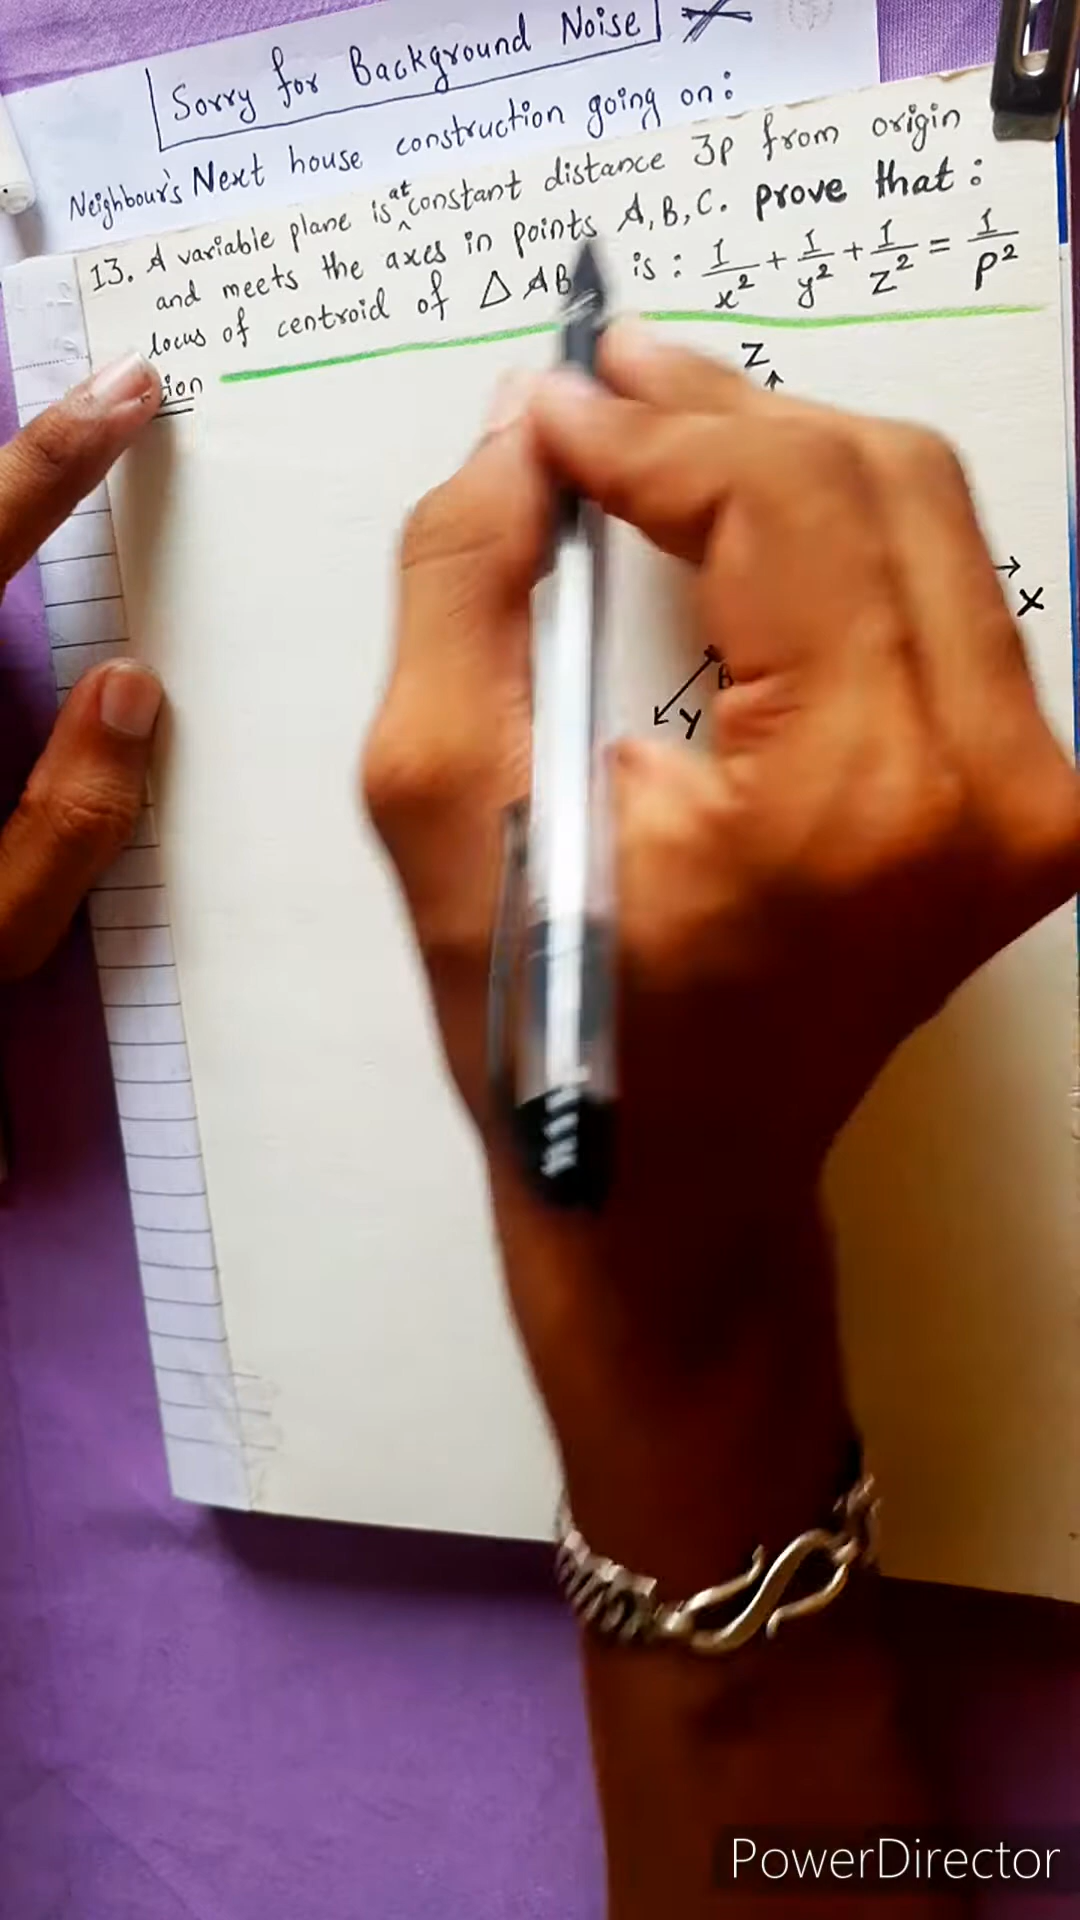 Sorry for Background Noise
Neighbour's Next house construction going on:
13. A variable plane is at constant distance 3p from origin
and meets the axes in points A, B, C. prove that:
locus of centroid of △ AB is: 1/x² + 1/y² + 1/z² = 1/p²
ion
Z
X
B
Y
PowerDirector